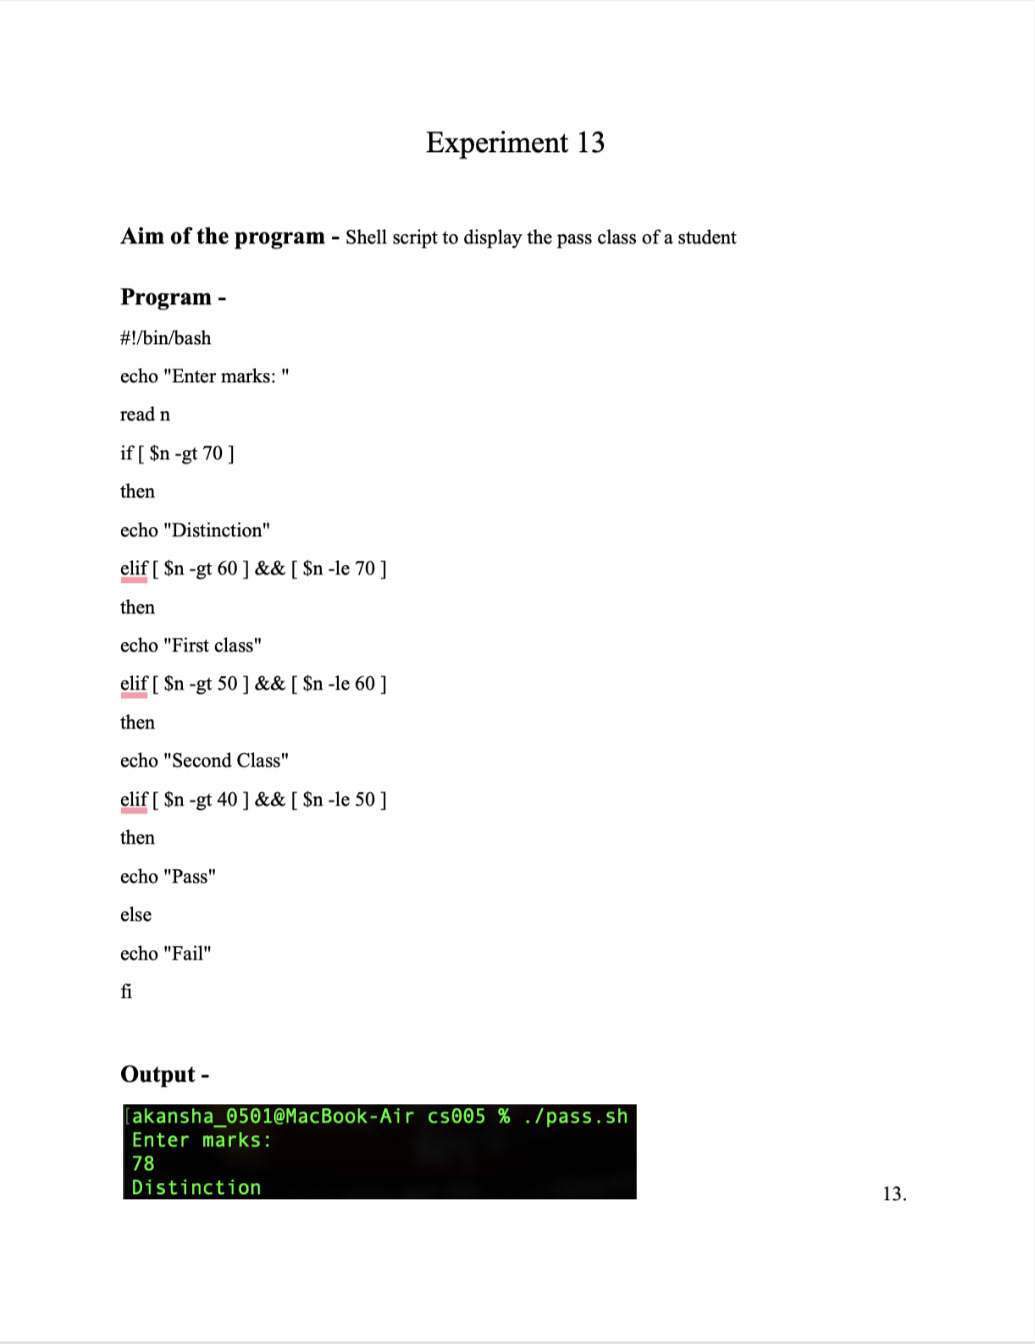 Experiment 13
Aim of the program - Shell script to display the pass class of a student
Program -
#!/bin/bash
echo "Enter marks: "
read n
if [ $n -gt 70 ]
then
echo "Distinction"
elif [ $n -gt 60 ] && [ $n -le 70 ]
then
echo "First class"
elif [ $n -gt 50 ] && [ $n -le 60 ]
then
echo "Second Class"
elif [ $n -gt 40 ] && [ $n -le 50 ]
then
echo "Pass"
else
echo "Fail"
fi
Output -
[akansha_0501@MacBook-Air cs005 % ./pass.sh
Enter marks:
78
Distinction
13.